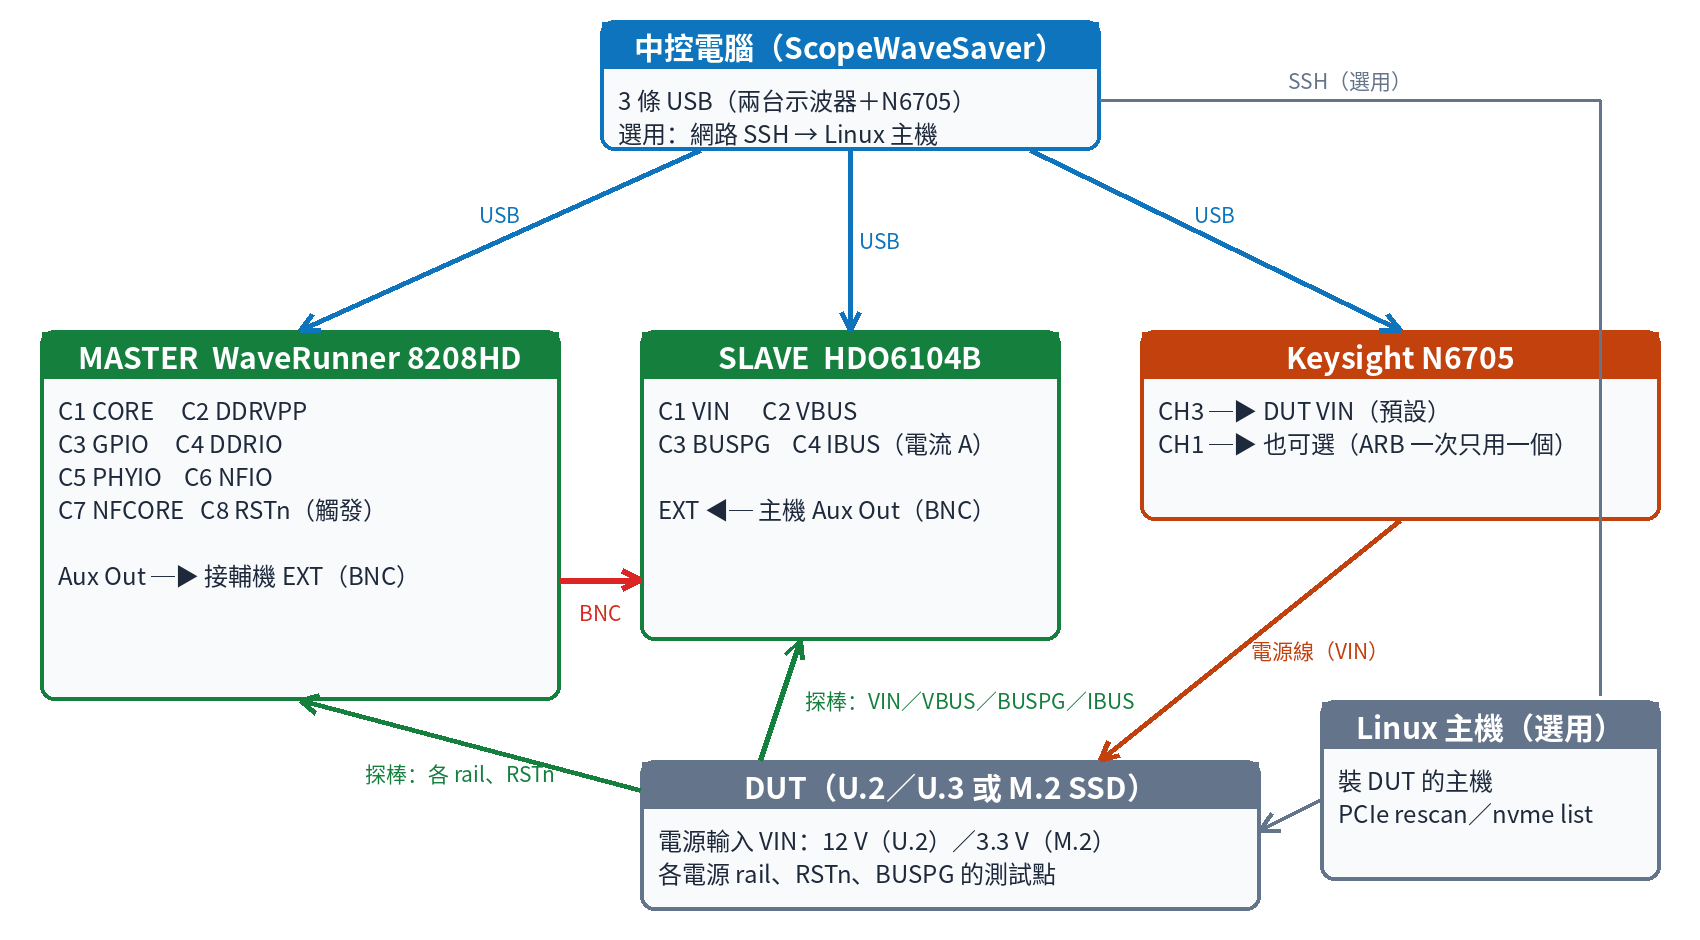 中控電腦（ScopeWaveSaver）
3 條 USB（兩台示波器＋N6705）
選用：網路 SSH → Linux 主機
SSH（選用）
USB
USB
USB
MASTER  WaveRunner 8208HD
C1 CORE    C2 DDRVPP
C3 GPIO    C4 DDRIO
C5 PHYIO    C6 NFIO
C7 NFCORE   C8 RSTn（觸發）
Aux Out ─▶ 接輔機 EXT（BNC）
BNC
SLAVE  HDO6104B
C1 VIN    C2 VBUS
C3 BUSPG    C4 IBUS（電流 A）
EXT ◀─ 主機 Aux Out（BNC）
Keysight N6705
CH3 ─▶ DUT VIN（預設）
CH1 ─▶ 也可選（ARB 一次只用一個）
電源線（VIN）
探棒：VIN／VBUS／BUSPG／IBUS
探棒：各 rail、RSTn
DUT（U.2／U.3 或 M.2 SSD）
電源輸入 VIN：12 V（U.2）／3.3 V（M.2）
各電源 rail、RSTn、BUSPG 的測試點
Linux 主機（選用）
裝 DUT 的主機
PCIe rescan／nvme list